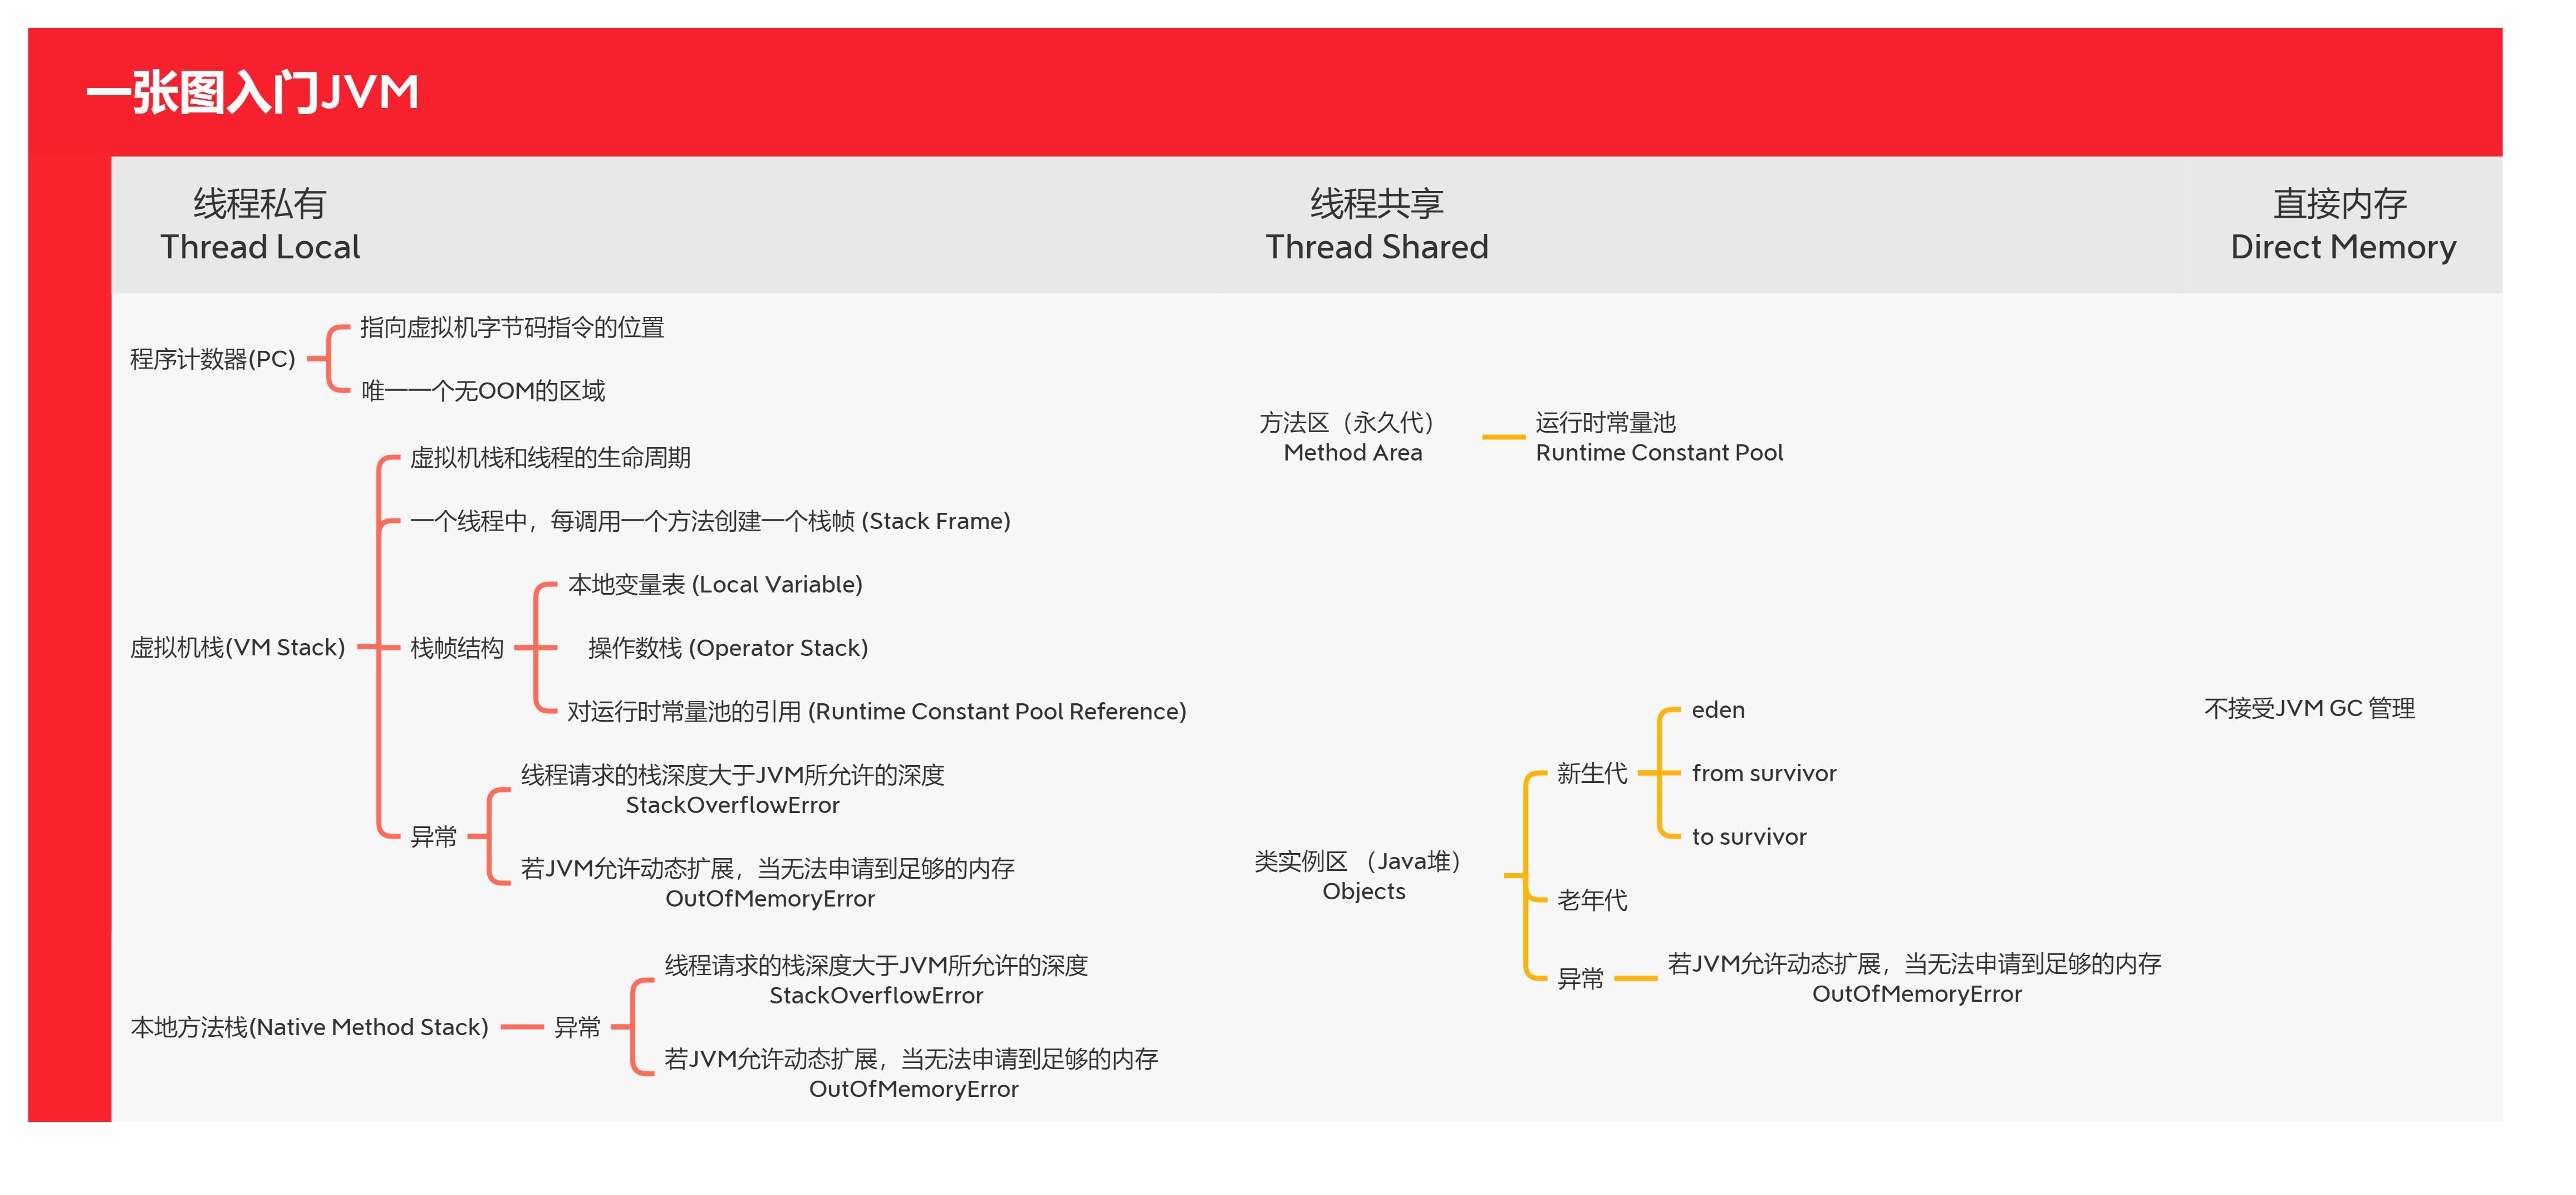 一张图入门JVM
线程私有
Thread Local
线程共享
Thread Shared
直接内存
Direct Memory
程序计数器(PC)
指向虚拟机字节码指令的位置
唯一一个无OOM的区域
虚拟机栈(VM Stack)
虚拟机栈和线程的生命周期
一个线程中，每调用一个方法创建一个栈帧 (Stack Frame)
栈帧结构
本地变量表 (Local Variable)
操作数栈 (Operator Stack)
对运行时常量池的引用 (Runtime Constant Pool Reference)
异常
线程请求的栈深度大于JVM所允许的深度
StackOverflowError
若JVM允许动态扩展，当无法申请到足够的内存
OutOfMemoryError
本地方法栈(Native Method Stack)
异常
线程请求的栈深度大于JVM所允许的深度
StackOverflowError
若JVM允许动态扩展，当无法申请到足够的内存
OutOfMemoryError
方法区（永久代）
Method Area
运行时常量池
Runtime Constant Pool
类实例区 （Java堆）
Objects
新生代
eden
from survivor
to survivor
老年代
异常
若JVM允许动态扩展，当无法申请到足够的内存
OutOfMemoryError
不接受JVM GC 管理